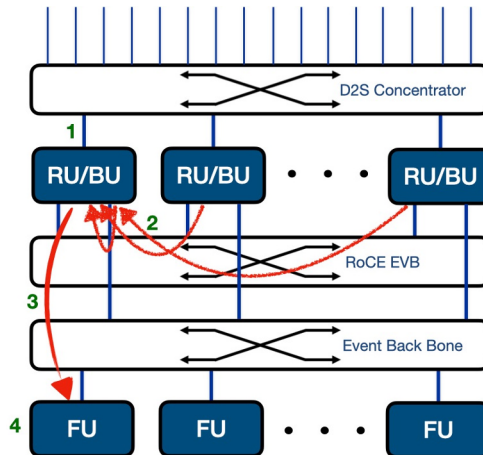 D2S Concentrator
1
RU/BU RU/BU • • • RU/BU
2
RoCE EVB
3
Event Back Bone
4 FU FU • • • FU